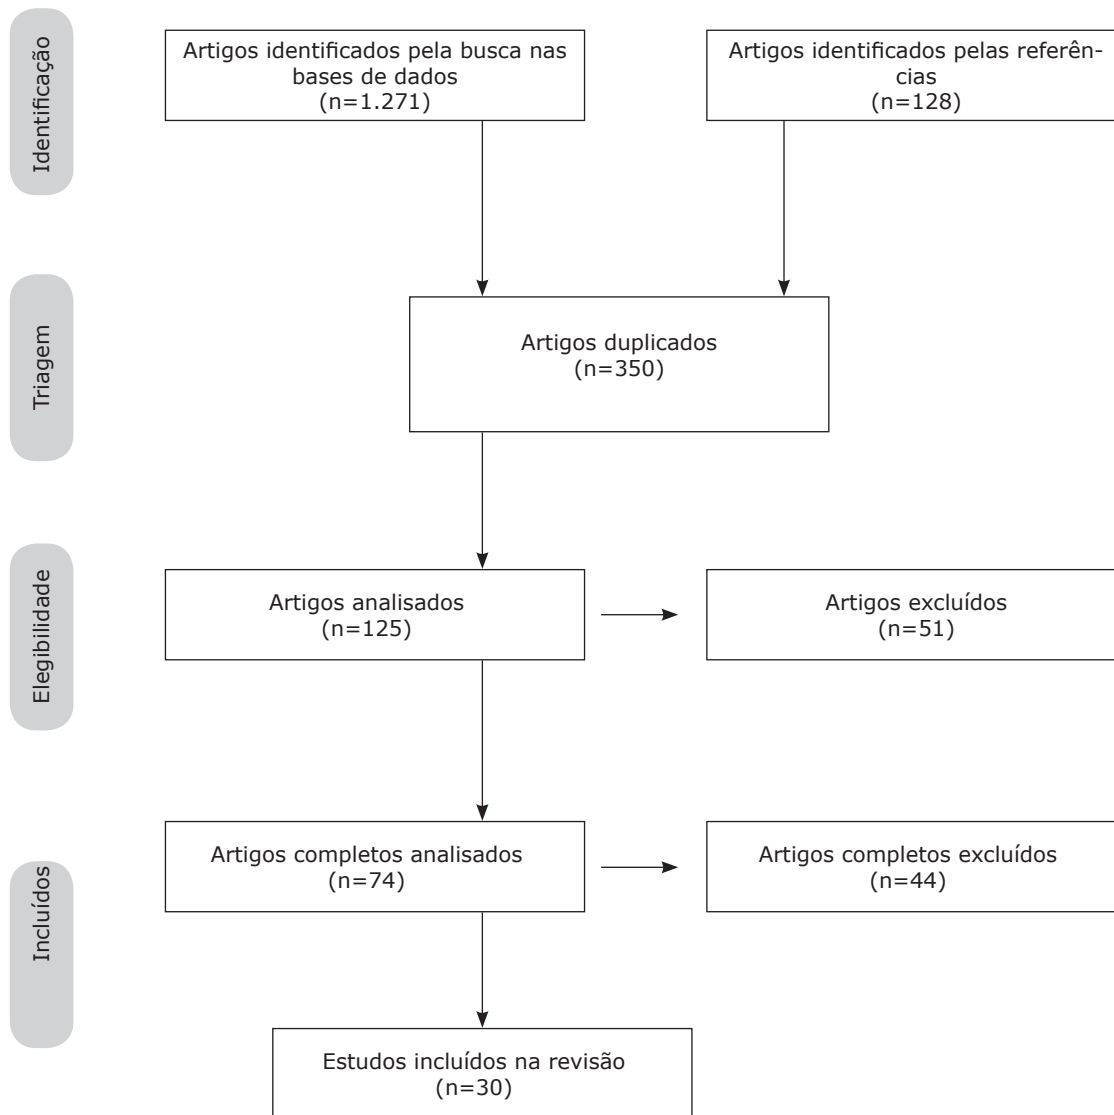 Identificação
Artigos identificados pela busca nas
bases de dados
(n=1.271)
Artigos identificados pelas referên-
cias
(n=128)
Triagem
Artigos duplicados
(n=350)
Elegibilidade
Artigos analisados
(n=125)
Artigos excluídos
(n=51)
Incluídos
Artigos completos analisados
(n=74)
Artigos completos excluídos
(n=44)
Estudos incluídos na revisão
(n=30)